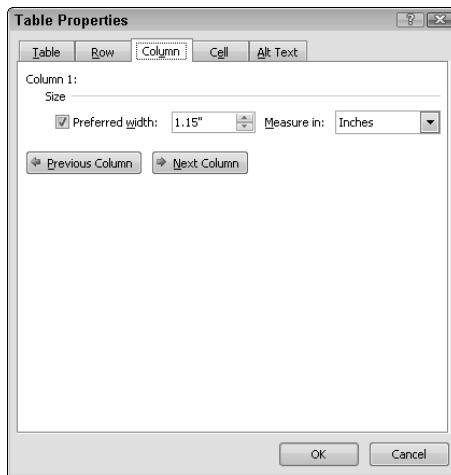 Table Properties
Table Row Column Cell Alt Text
Column 1:
Size
Preferred width: 1.15" Measure in: Inches
Previous Column Next Column
OK Cancel